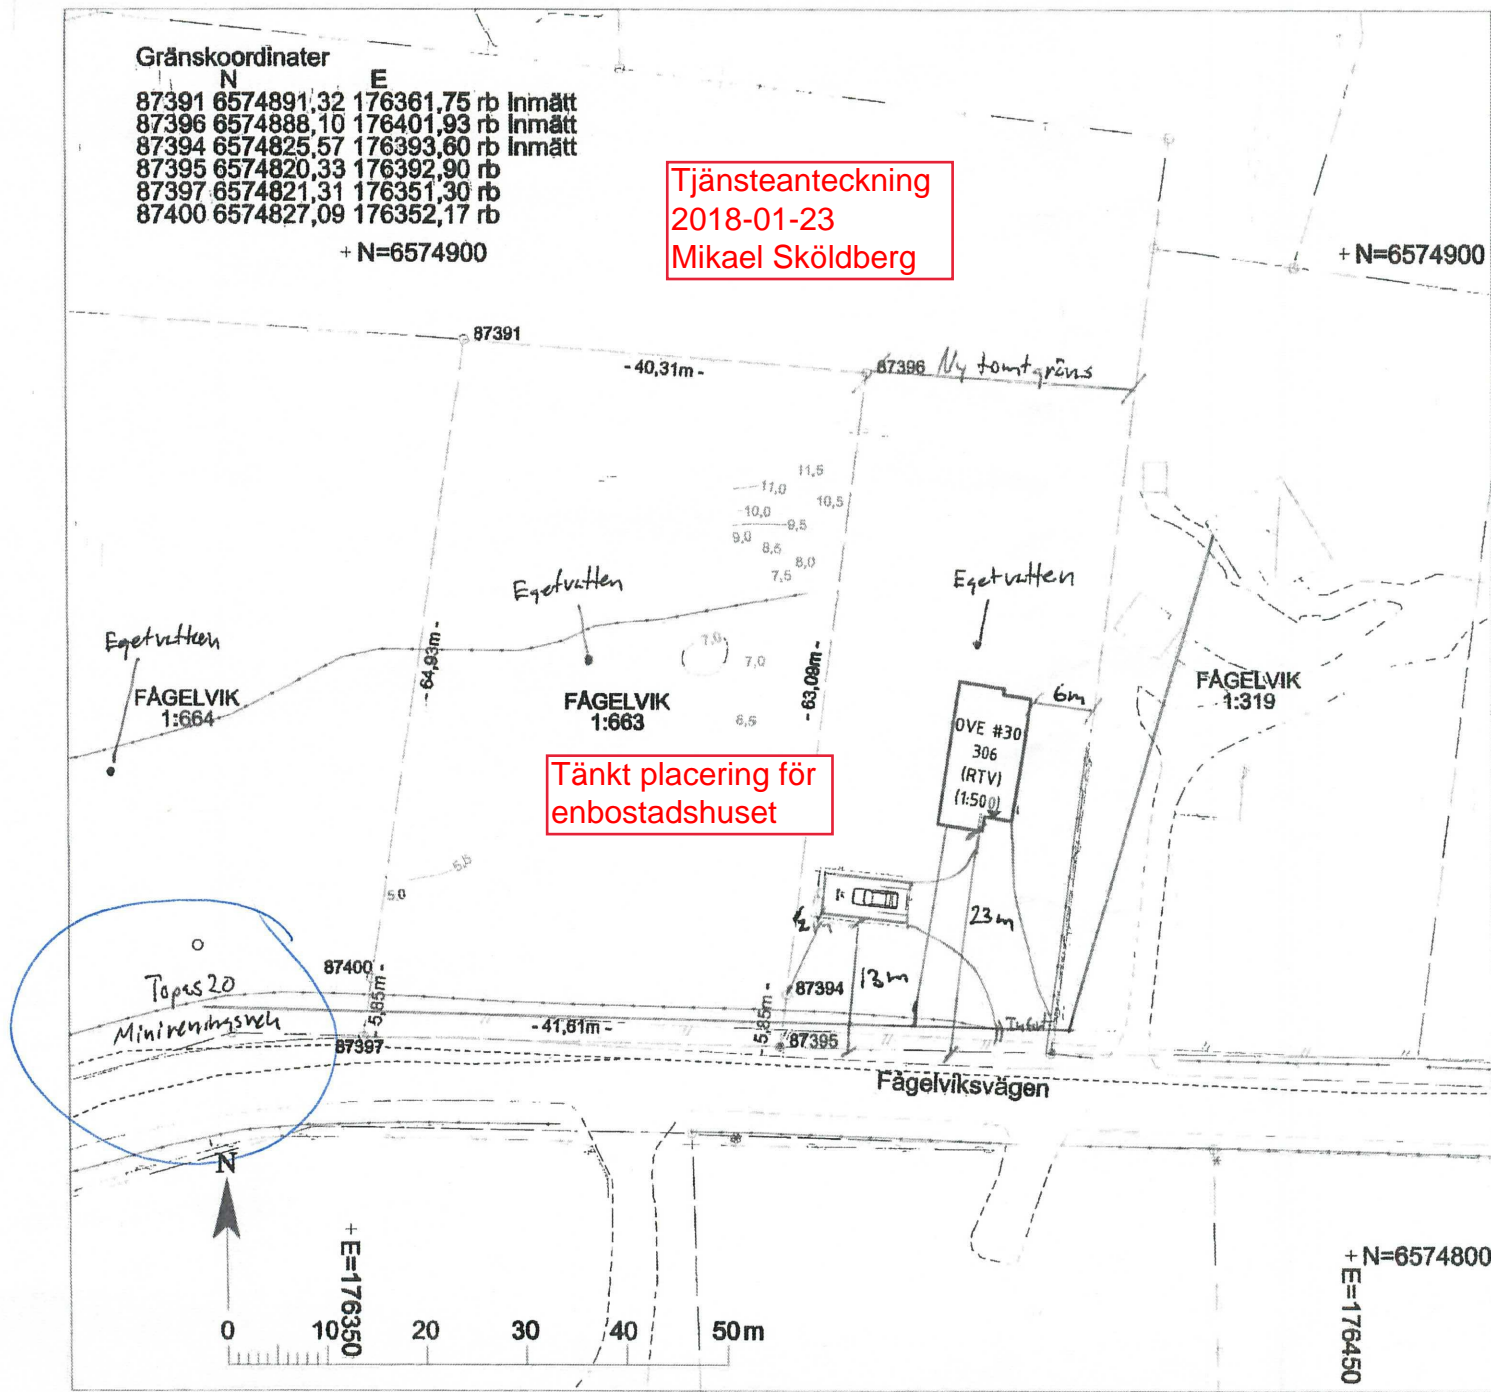 Gränskoordinater
N E
87391 6574891,32 176361,75 rb Inmätt
87396 6574888,10 176401,93 rb Inmätt
87394 6574825,57 176393,60 rb Inmätt
87395 6574820,33 176392,90 rb
87397 6574821,31 176351,30 rb
87400 6574827,09 176352,17 rb
+ N=6574900
Tjänsteanteckning
2018-01-23
Mikael Sköldberg
+ N=6574900
87391
- 40,31m -
87396 Ny tomtgräns
11,5
11,0
10,5
10,0
9,5
9,0
8,5
8,0
7,5
Egetvatten
Egetvatten
Egetvatten
- 64,93m -
7,0
7,0
- 63,09m -
FÅGELVIK
1:664
FÅGELVIK
1:663
6,5
6m
FÅGELVIK
1:319
OVE #30
306
(RTV)
(1:500)
Tänkt placering för
enbostadshuset
5,5
5,0
23m
13m
87400
- 5,85m -
Topas 20
Minireningsverk
87394
- 41,61m -
- 5,85m -
87397
87395
Infart
Fågelviksvägen
N
+ E=176350
+ N=6574800
+ E=176450
0 10 20 30 40 50m